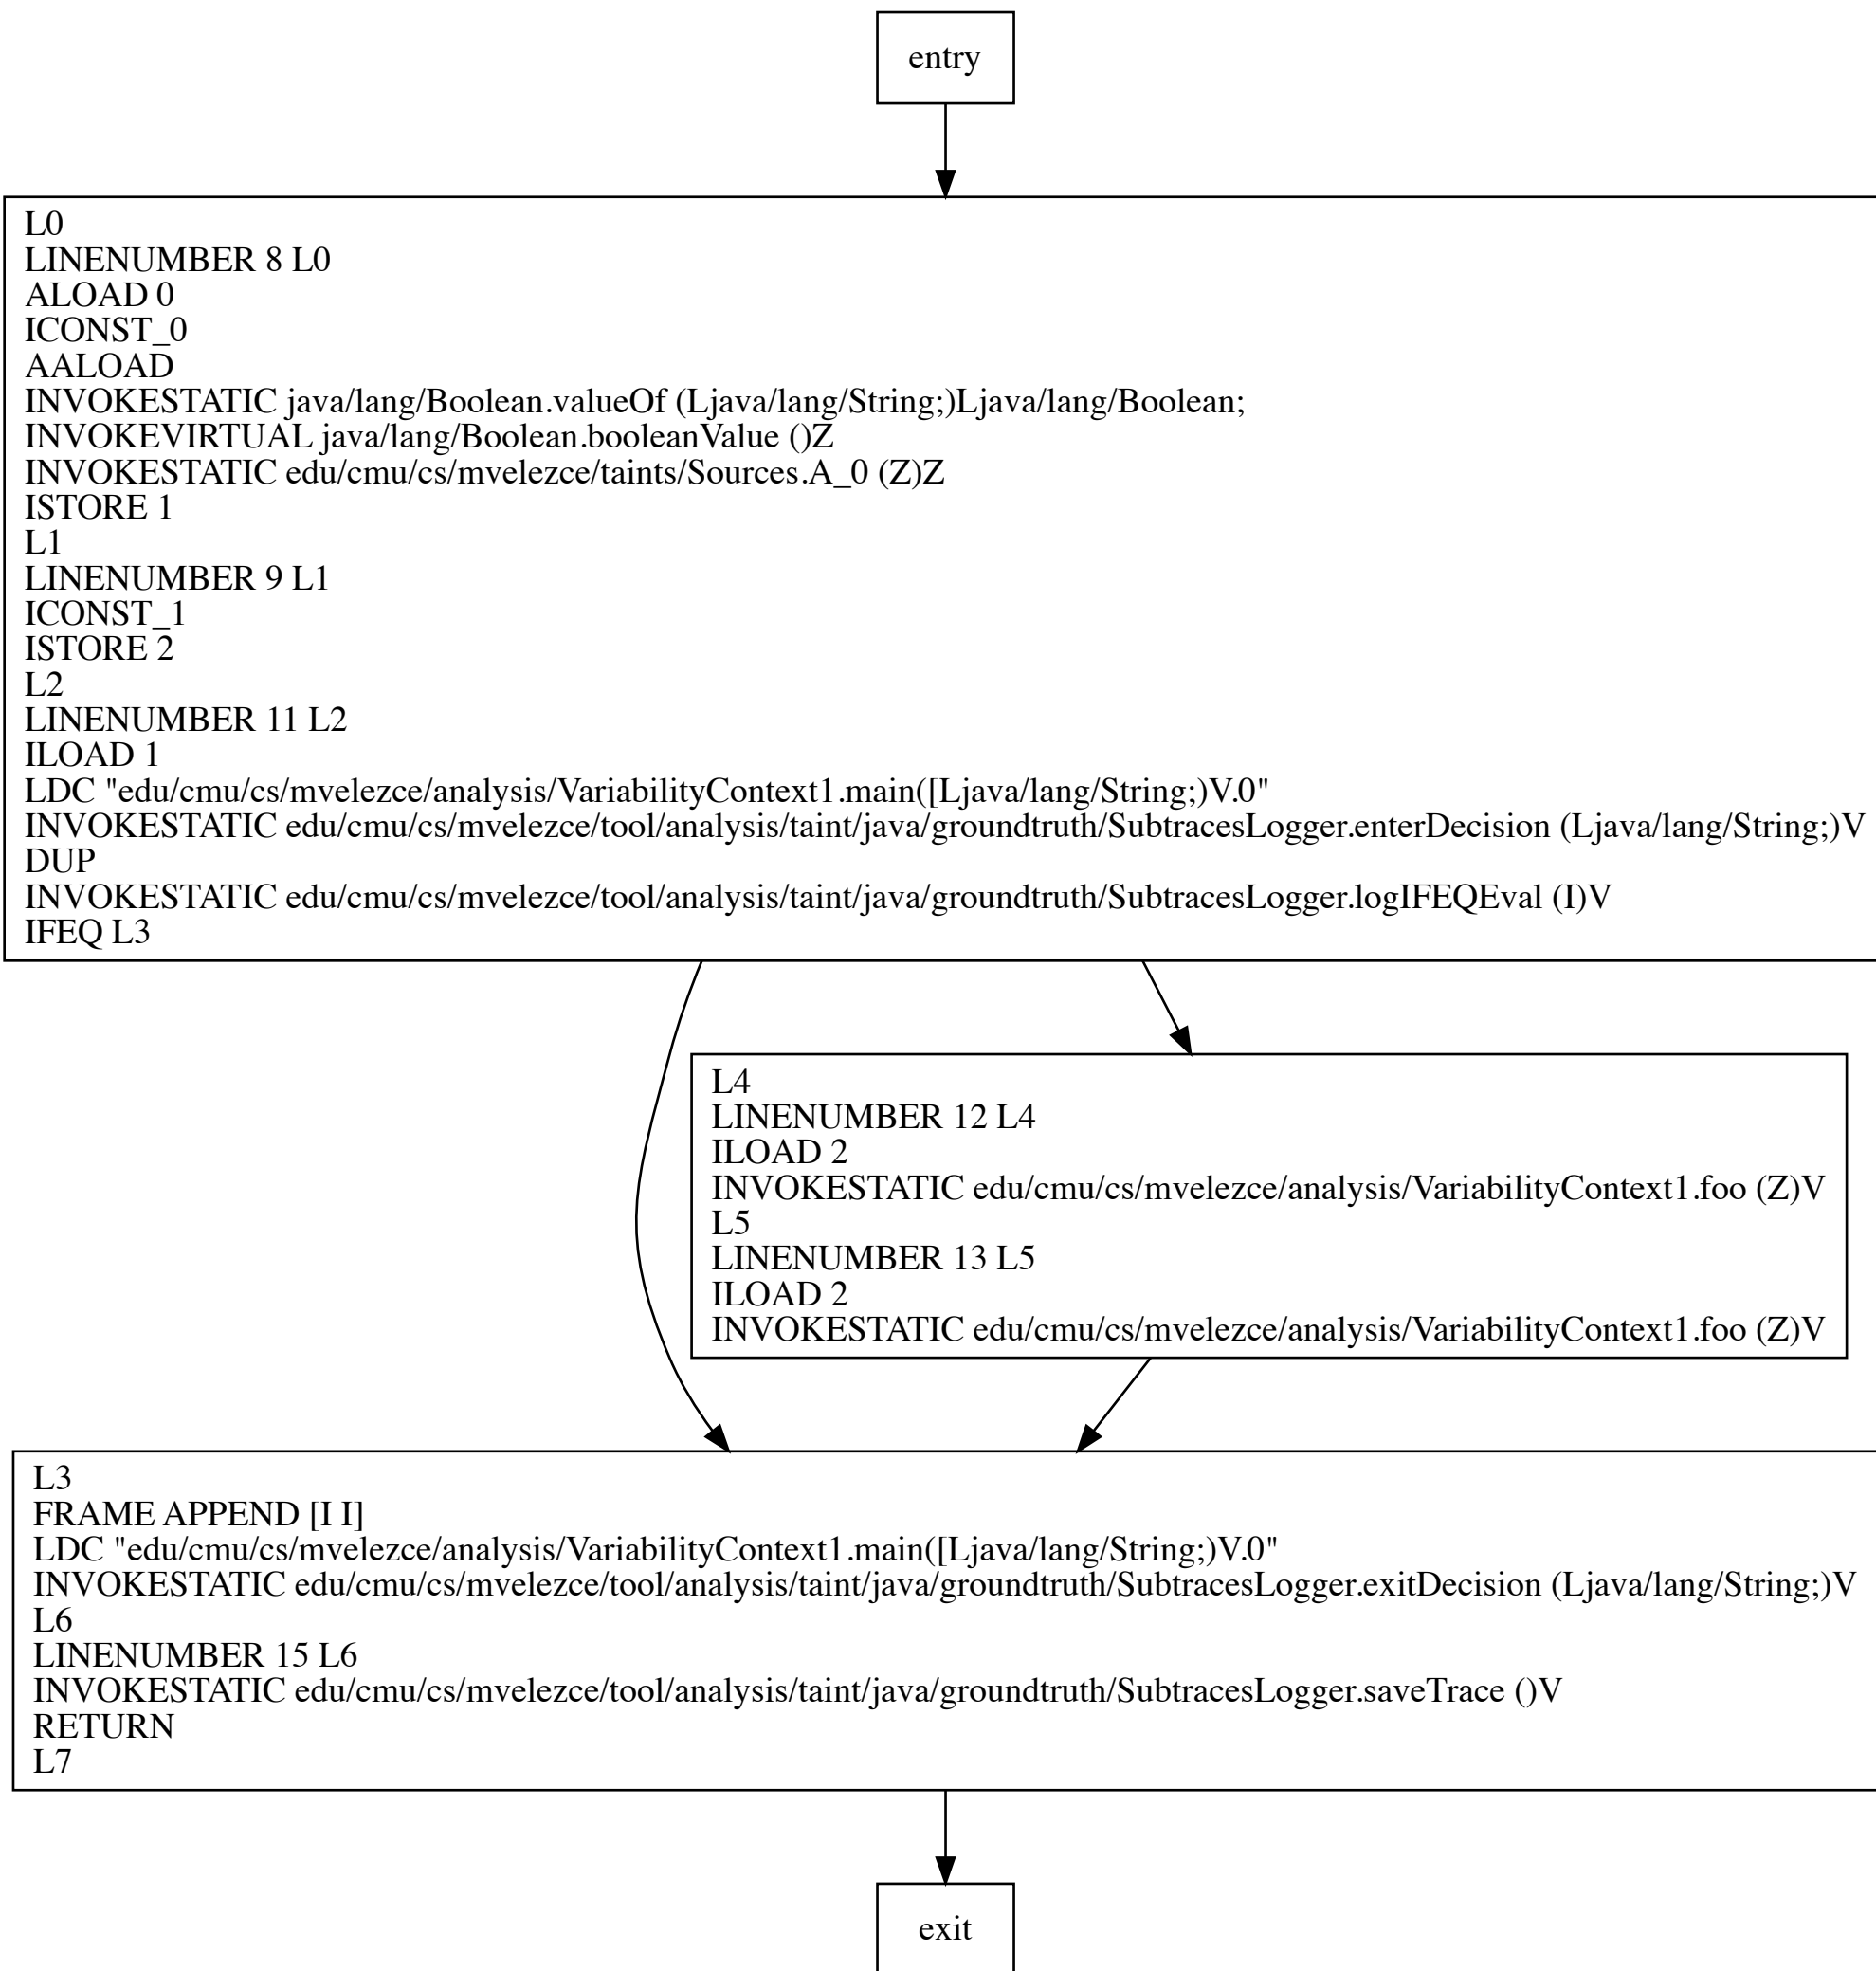 entry
L0
LINENUMBER 8 L0
ALOAD 0
ICONST_0
AALOAD
INVOKESTATIC java/lang/Boolean.valueOf (Ljava/lang/String;)Ljava/lang/Boolean;
INVOKEVIRTUAL java/lang/Boolean.booleanValue ()Z
INVOKESTATIC edu/cmu/cs/mvelezce/taints/Sources.A_0 (Z)Z
ISTORE 1
L1
LINENUMBER 9 L1
ICONST_1
ISTORE 2
L2
LINENUMBER 11 L2
ILOAD 1
LDC "edu/cmu/cs/mvelezce/analysis/VariabilityContext1.main([Ljava/lang/String;)V.0"
INVOKESTATIC edu/cmu/cs/mvelezce/tool/analysis/taint/java/groundtruth/SubtracesLogger.enterDecision (Ljava/lang/String;)V
DUP
INVOKESTATIC edu/cmu/cs/mvelezce/tool/analysis/taint/java/groundtruth/SubtracesLogger.logIFEQEval (I)V
IFEQ L3
L4
LINENUMBER 12 L4
ILOAD 2
INVOKESTATIC edu/cmu/cs/mvelezce/analysis/VariabilityContext1.foo (Z)V
L5
LINENUMBER 13 L5
ILOAD 2
INVOKESTATIC edu/cmu/cs/mvelezce/analysis/VariabilityContext1.foo (Z)V
L3
FRAME APPEND [I I]
LDC "edu/cmu/cs/mvelezce/analysis/VariabilityContext1.main([Ljava/lang/String;)V.0"
INVOKESTATIC edu/cmu/cs/mvelezce/tool/analysis/taint/java/groundtruth/SubtracesLogger.exitDecision (Ljava/lang/String;)V
L6
LINENUMBER 15 L6
INVOKESTATIC edu/cmu/cs/mvelezce/tool/analysis/taint/java/groundtruth/SubtracesLogger.saveTrace ()V
RETURN
L7
exit